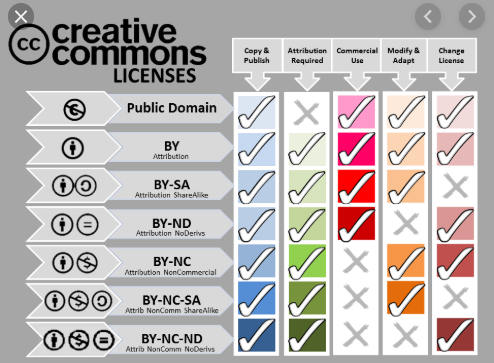 cc creative
commons
LICENSES
Copy &
Publish
Attribution
Required
Commercial
Use
Modify &
Adapt
Change
License
Public Domain
BY
Attribution
BY-SA
Attribution ShareAlike
BY-ND
Attribution NoDerivs
BY-NC
Attribution NonCommercial
BY-NC-SA
Attrib NonComm ShareAlike
BY-NC-ND
Attrib NonComm NoDerivs